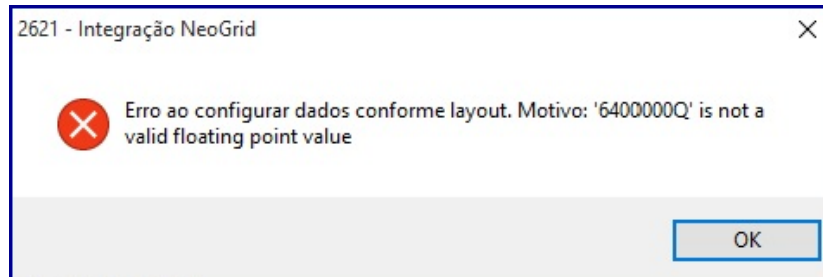 2621 - Integração NeoGrid
Erro ao configurar dados conforme layout. Motivo: '6400000Q' is not a
valid floating point value
OK